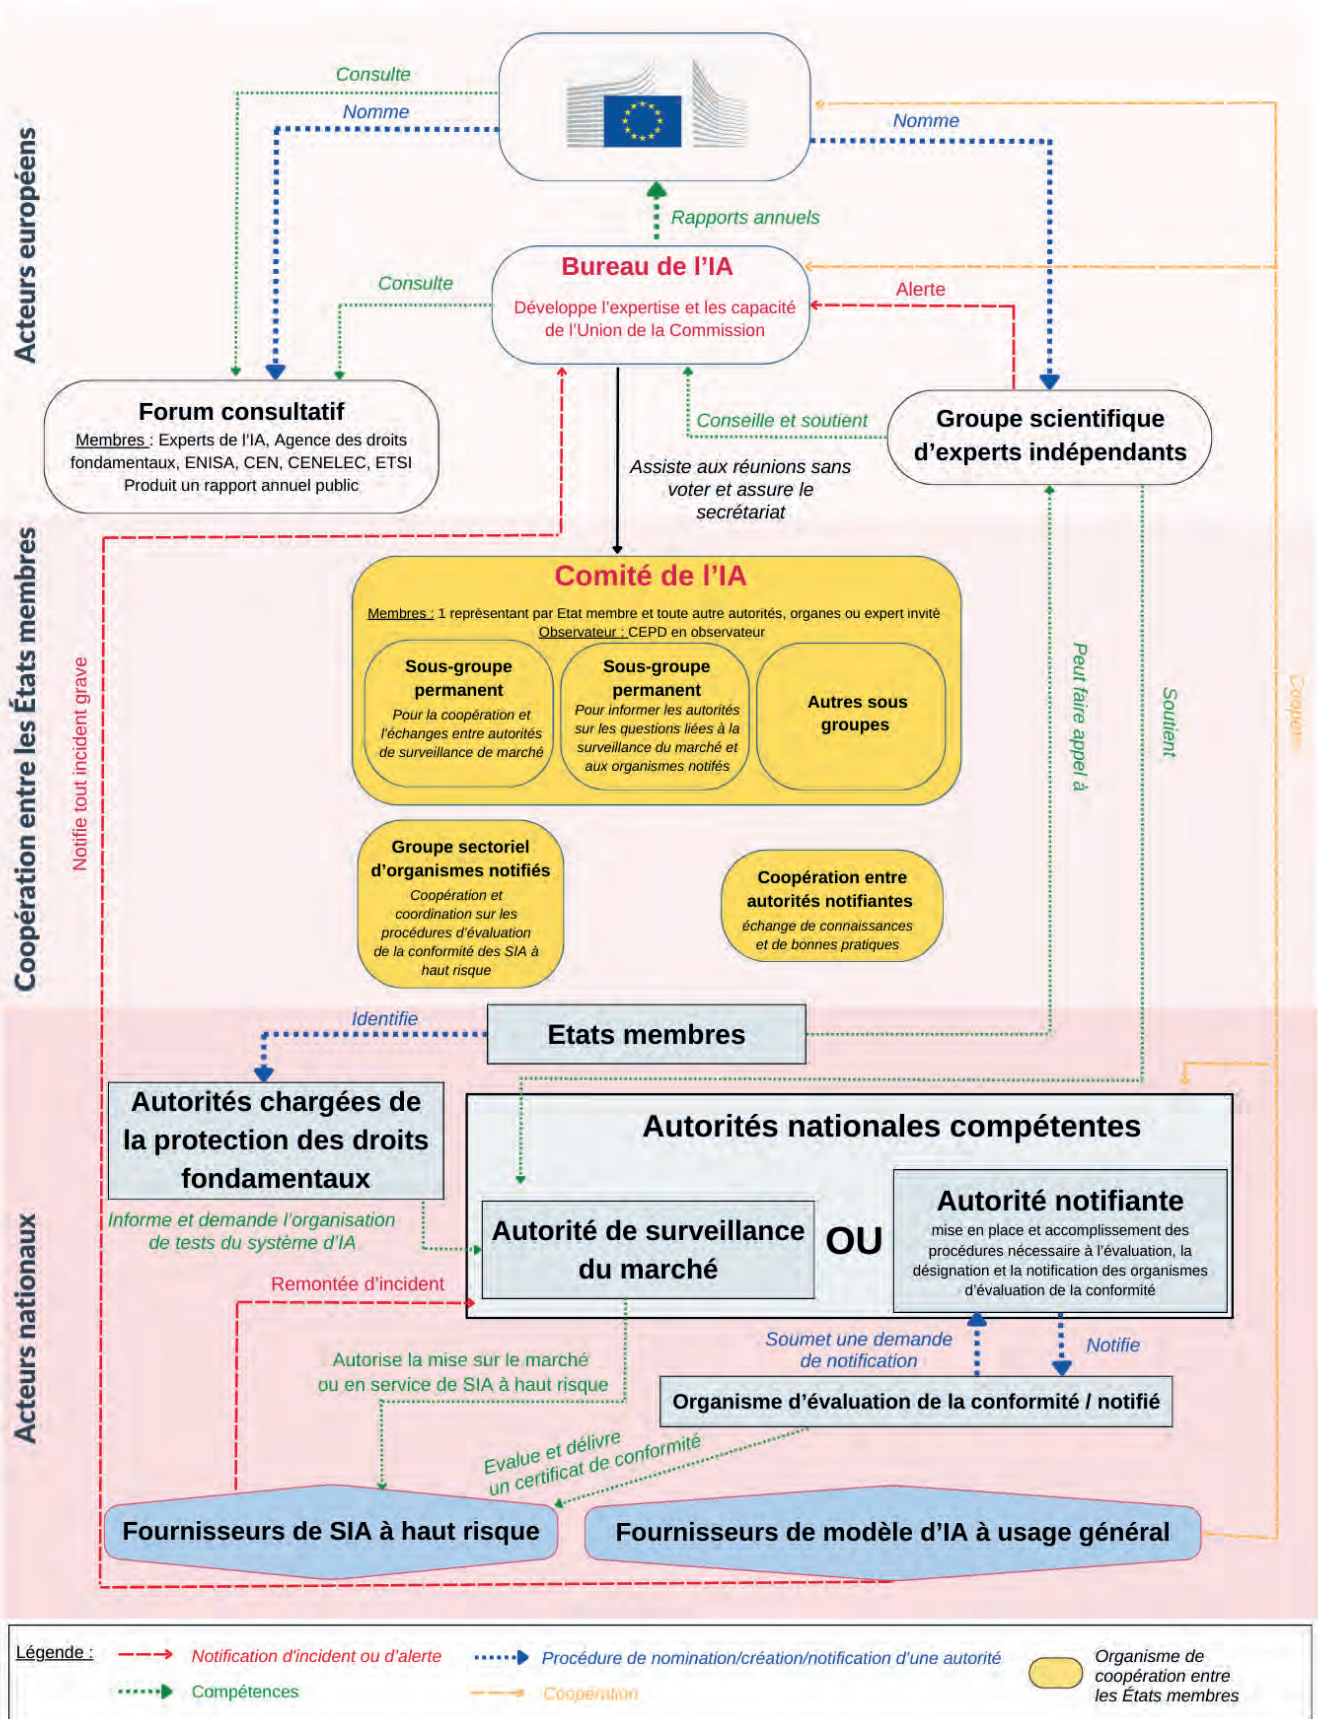 Consulte
Nomme
Nomme
Rapports annuels
Acteurs européens
Bureau de l'IA
Développe l'expertise et les capacité
de l'Union de la Commission
Consulte
Alerte
Forum consultatif
Membres : Experts de l'IA, Agence des droits
fondamentaux, ENISA, CEN, CENELEC, ETSI
Produit un rapport annuel public
Conseille et soutient
Groupe scientifique
d'experts indépendants
Assiste aux réunions sans
voter et assure le
secrétariat
Coopération entre les États membres
Comité de l'IA
Membres : 1 reprèsentant par Etat membre et toute autre autorités, organes ou expert invité
Observateur : CEPD en observateur
Sous-groupe
permanent
Pour la coopération et
l'échanges entre autorités
de surveillance de marché
Sous-groupe
permanent
Pour informer les autorités
sur les questions liées à la
surveillance du marché et
aux organismes notifés
Autres sous
groupes
Notifie tout incident grave
Peut faire appel à
Soutient
Groupe sectoriel
d'organismes notifiés
Coopération et
coordination sur les
procédures d'évaluation
de la conformité des SIA à
haut risque
Coopération entre
autorités notifiantes
échange de connaissances
et de bonnes pratiques
Acteurs nationaux
Identifie
Etats membres
Autorités chargées de
la protection des droits
fondamentaux
Autorités nationales compétentes
Informe et demande l'organisation
de tests du système d'IA
Autorité de surveillance
du marché
OU
Autorité notifiante
mise en place et accomplissement des
procédures nécessaire à l'évaluation, la
désignation et la notification des organismes
d'évaluation de la conformité
Remontée d'incident
Soumet une demande
de notification
Notifie
Autorise la mise sur le marché
ou en service de SIA à haut risque
Organisme d'évaluation de la conformité / notifié
Evalue et délivre
un certificat de conformité
Fournisseurs de SIA à haut risque
Fournisseurs de modèle d'IA à usage général
Légende :
Notification d'incident ou d'alerte
Procédure de nomination/création/notification d'une autorité
Compétences
Coopération
Organisme de
coopération entre
les États membres